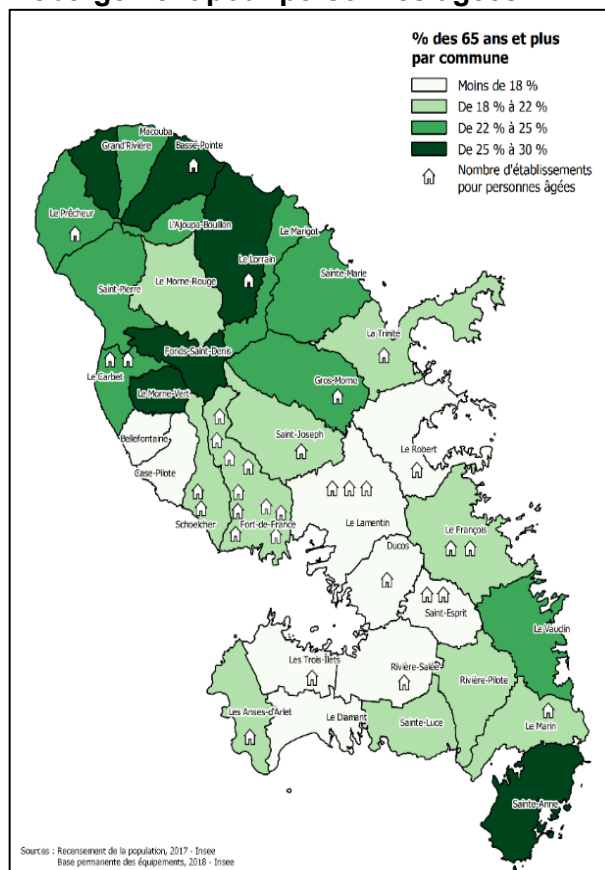 % des 65 ans et plus
par commune
Moins de 18 %
De 18 % à 22 %
De 22 % à 25 %
De 25 % à 30 %
Nombre d'établissements
pour personnes âgées
Macouba
Grand'Rivière
Basse-Pointe
Le Prêcheur
L'Ajoupa-Bouillon
Le Marigot
Le Lorrain
Sainte-Marie
Saint-Pierre
Le Morne-Rouge
La Trinité
Fonds-Saint-Denis
Le Carbet
Gros-Morne
Le Morne-Vert
Bellefontaine
Saint-Joseph
Le Robert
Case-Pilote
Schoelcher
Fort-de-France
Le Lamentin
Le François
Ducos
Saint-Esprit
Le Vaudin
Les Trois-Ilets
Rivière-Salée
Rivière-Pilote
Les Anses-d'Arlet
Le Diamant
Sainte-Luce
Le Marin
Sainte-Anne
Sources : Recensement de la population, 2017 - Insee
Base permanente des équipements, 2018 - Insee